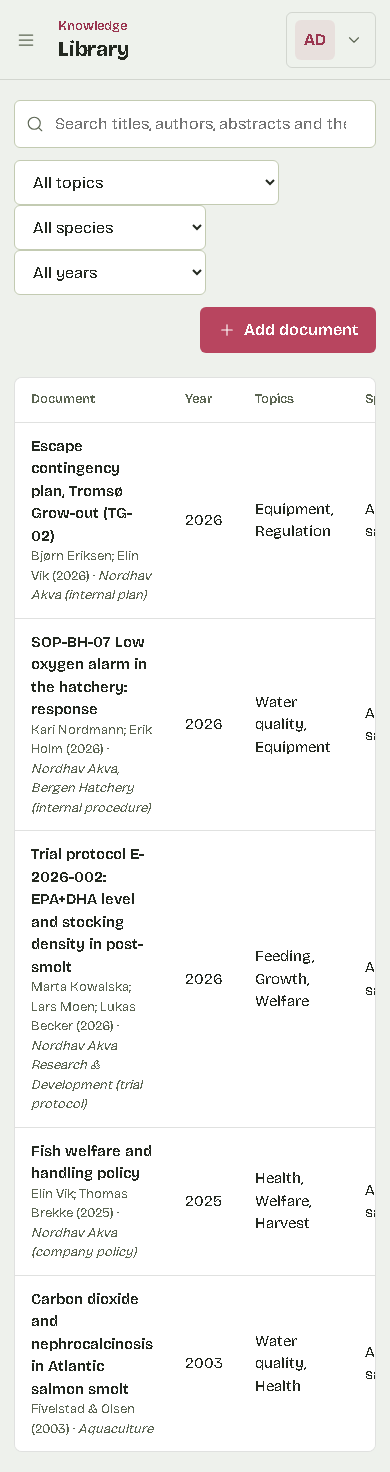 Knowledge
Library
AD
Search titles, authors, abstracts and the
All topics
All species
All years
Add document
Document Year Topics
Escape
contingency
plan, Tromsø
Grow-out (TG-
02)
Bjørn Eriksen; Elin
Vik (2026) · Nordhav
Akva (internal plan)
2026
Equipment,
Regulation
SOP-BH-07 Low
oxygen alarm in
the hatchery:
response
Kari Nordmann; Erik
Holm (2026) ·
Nordhav Akva,
Bergen Hatchery
(internal procedure)
2026
Water
quality,
Equipment
Trial protocol E-
2026-002:
EPA+DHA level
and stocking
density in post-
smolt
Marta Kowalska;
Lars Moen; Lukas
Becker (2026) ·
Nordhav Akva
Research &
Development (trial
protocol)
2026
Feeding,
Growth,
Welfare
Fish welfare and
handling policy
Elin Vik; Thomas
Brekke (2025) ·
Nordhav Akva
(company policy)
2025
Health,
Welfare,
Harvest
Carbon dioxide
and
nephrocalcinosis
in Atlantic
salmon smolt
Fivelstad & Olsen
(2003) · Aquaculture
2003
Water
quality,
Health